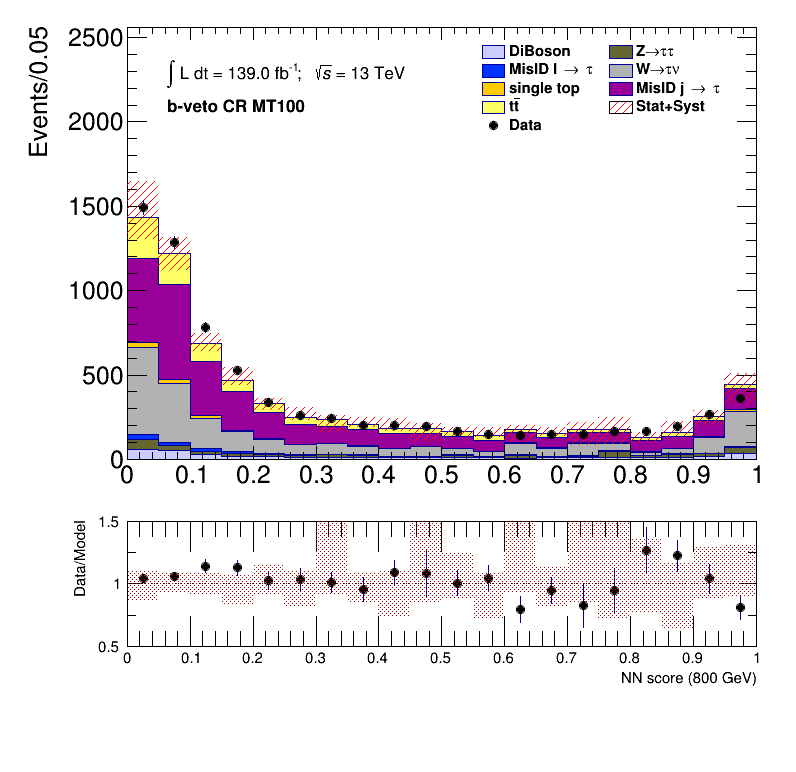 Events/0.05
2500
2000
1500
1000
500
0
∫ L dt = 139.0 fb⁻¹; √s = 13 TeV
b-veto CR MT100
DiBoson
MisID l → τ
single top
tt̄
Data
Z→ττ
W→τν
MisID j → τ
Stat+Syst
0 0.1 0.2 0.3 0.4 0.5 0.6 0.7 0.8 0.9 1
Data/Model
1.5
1
0.5
0 0.1 0.2 0.3 0.4 0.5 0.6 0.7 0.8 0.9 1
NN score (800 GeV)